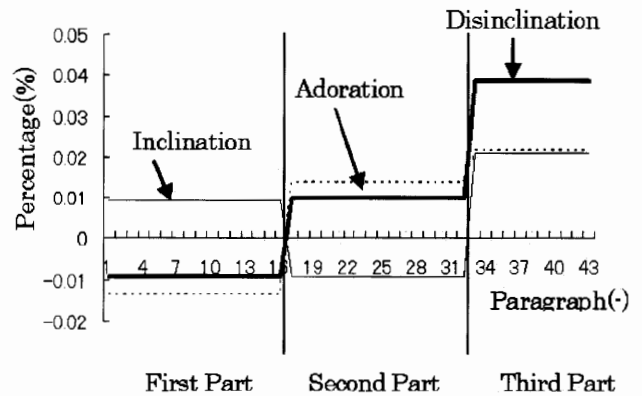 Disinclination
0.05
0.04
Adoration
0.03
Inclination
0.02
0.01
0
Percentage(%)
1 4 7 10 13 16 19 22 25 28 31 34 37 40 43
−0.01
Paragraph(-)
−0.02
First Part Second Part Third Part